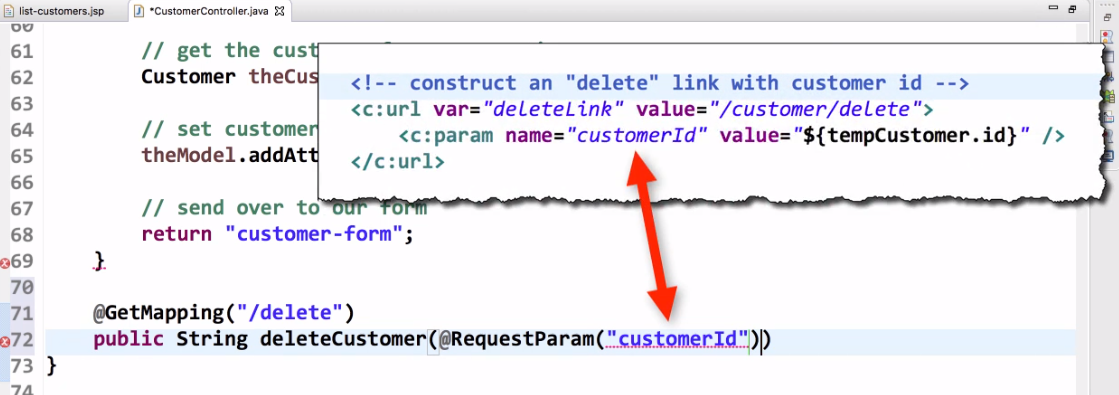 list-customers.jsp
*CustomerController.java
60
61 // get the cust
62 Customer theCus
63
64 // set customer
65 theModel.addAtt
66
67 // send over to our form
68 return "customer-form";
69 }
70
71 @GetMapping("/delete")
72 public String deleteCustomer(@RequestParam("customerId"))
73 }
74
<!-- construct an "delete" link with customer id -->
<c:url var="deleteLink" value="/customer/delete">
<c:param name="customerId" value="${tempCustomer.id}" />
</c:url>